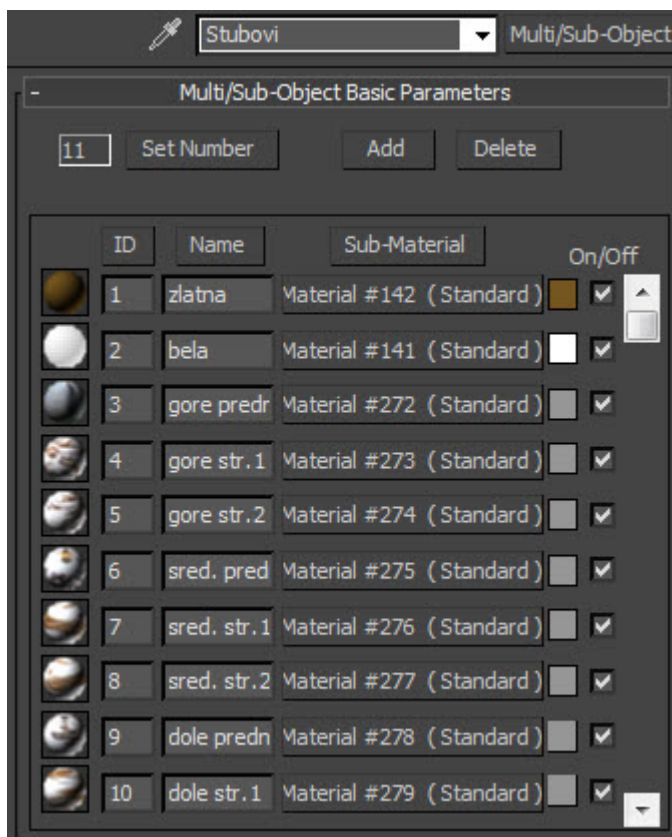 Stubovi Multi/Sub-Object
- Multi/Sub-Object Basic Parameters
11 Set Number Add Delete
ID Name Sub-Material On/Off
1 zlatna Material #142 ( Standard )
2 bela Material #141 ( Standard )
3 gore predr Material #272 ( Standard )
4 gore str.1 Material #273 ( Standard )
5 gore str.2 Material #274 ( Standard )
6 sred. pred Material #275 ( Standard )
7 sred. str.1 Material #276 ( Standard )
8 sred. str.2 Material #277 ( Standard )
9 dole predn Material #278 ( Standard )
10 dole str.1 Material #279 ( Standard )